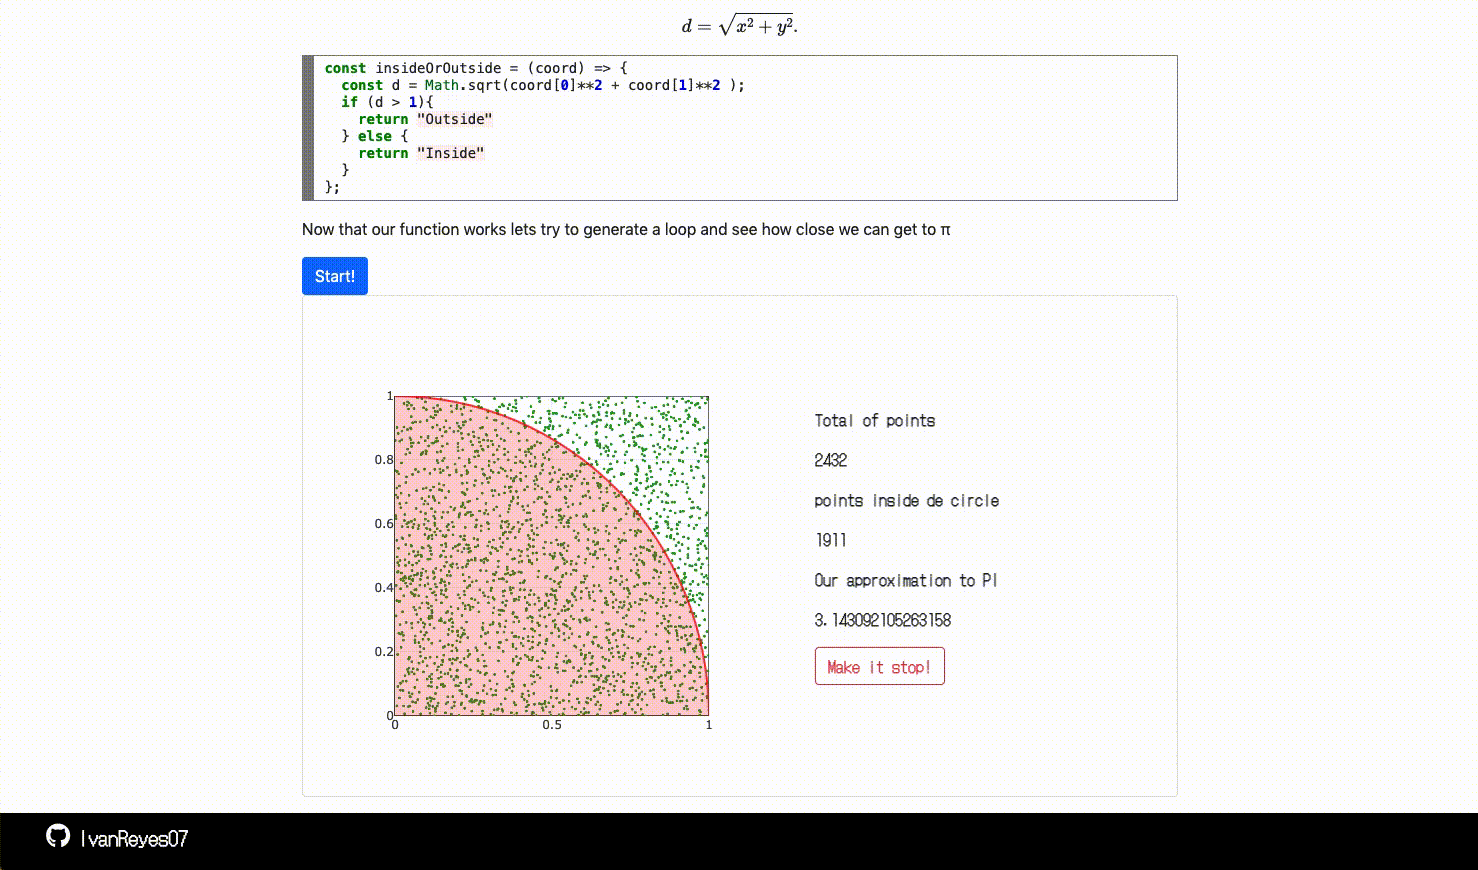 d = √x² + y².
const insideOrOutside = (coord) => {
const d = Math.sqrt(coord[0]**2 + coord[1]**2 );
if (d > 1){
return "Outside"
} else {
return "Inside"
}
};
Now that our function works lets try to generate a loop and see how close we can get to π
Start!
1
0.8
0.6
0.4
0.2
0
0 0.5 1
Total of points
2432
points inside de circle
1911
Our approximation to PI
3.143092105263158
Make it stop!
IvanReyes07